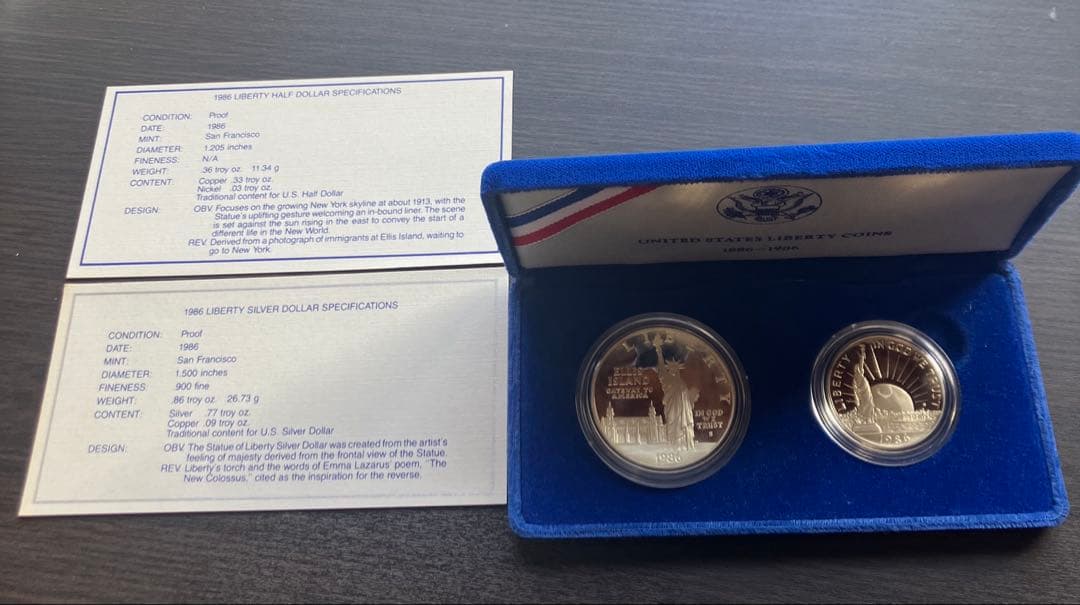 1986 LIBERTY HALF DOLLAR SPECIFICATIONS
CONDITION: Proof
DATE: 1986
MINT: San Francisco
DIAMETER: 1.205 inches
FINENESS: N/A
WEIGHT: .36 troy oz. 11.34 g
CONTENT: Copper .33 troy oz.
Nickel .03 troy oz.
Traditional content for U.S. Half Dollar
DESIGN: OBV. Focuses on the growing New York skyline at about 1913, with the
Statue's uplifting gesture welcoming an in-bound liner. The scene
is set against the sun rising in the east to convey the start of a
different life in the New World.
REV. Derived from a photograph of immigrants at Ellis Island, waiting to
go to New York.
1986 LIBERTY SILVER DOLLAR SPECIFICATIONS
CONDITION: Proof
DATE: 1986
MINT: San Francisco
DIAMETER: 1.500 inches
FINENESS: .900 fine
WEIGHT: .86 troy oz. 26.73 g
CONTENT: Silver .77 troy oz.
Copper .09 troy oz.
Traditional content for U.S. Silver Dollar
DESIGN: OBV. The Statue of Liberty Silver Dollar was created from the artist's
feeling of majesty derived from the frontal view of the Statue.
REV. Liberty's torch and the words of Emma Lazarus' poem, "The
New Colossus," cited as the inspiration for the reverse.
UNITED STATES LIBERTY COINS
1886-1986
LIBERTY
ELLIS
ISLAND
GATEWAY TO
AMERICA
IN GOD
WE
TRUST
S
1986
LIBERTY
IN GOD WE TRUST
1986